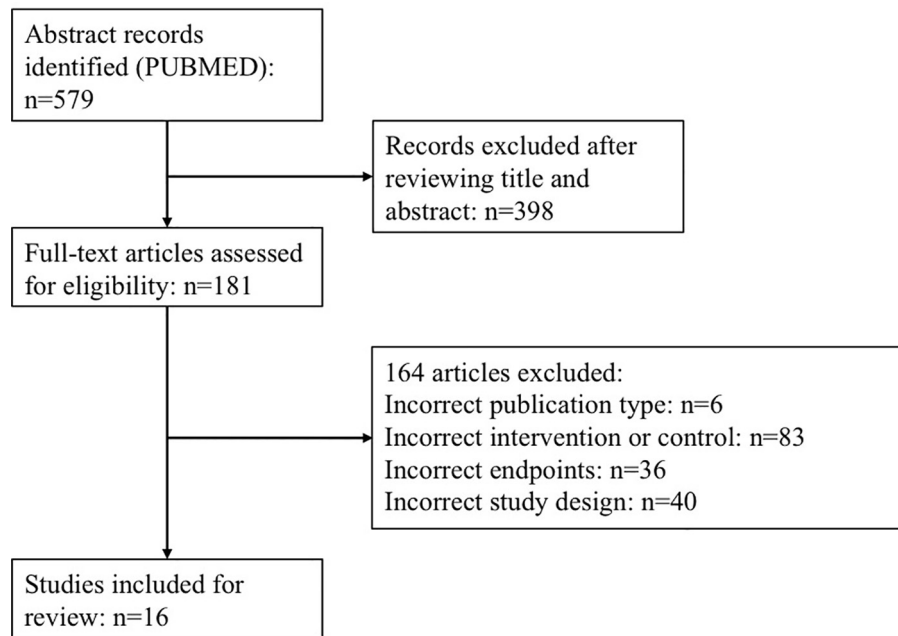 Abstract records
identified (PUBMED):
n=579
Records excluded after
reviewing title and
abstract: n=398
Full-text articles assessed
for eligibility: n=181
164 articles excluded:
Incorrect publication type: n=6
Incorrect intervention or control: n=83
Incorrect endpoints: n=36
Incorrect study design: n=40
Studies included for
review: n=16